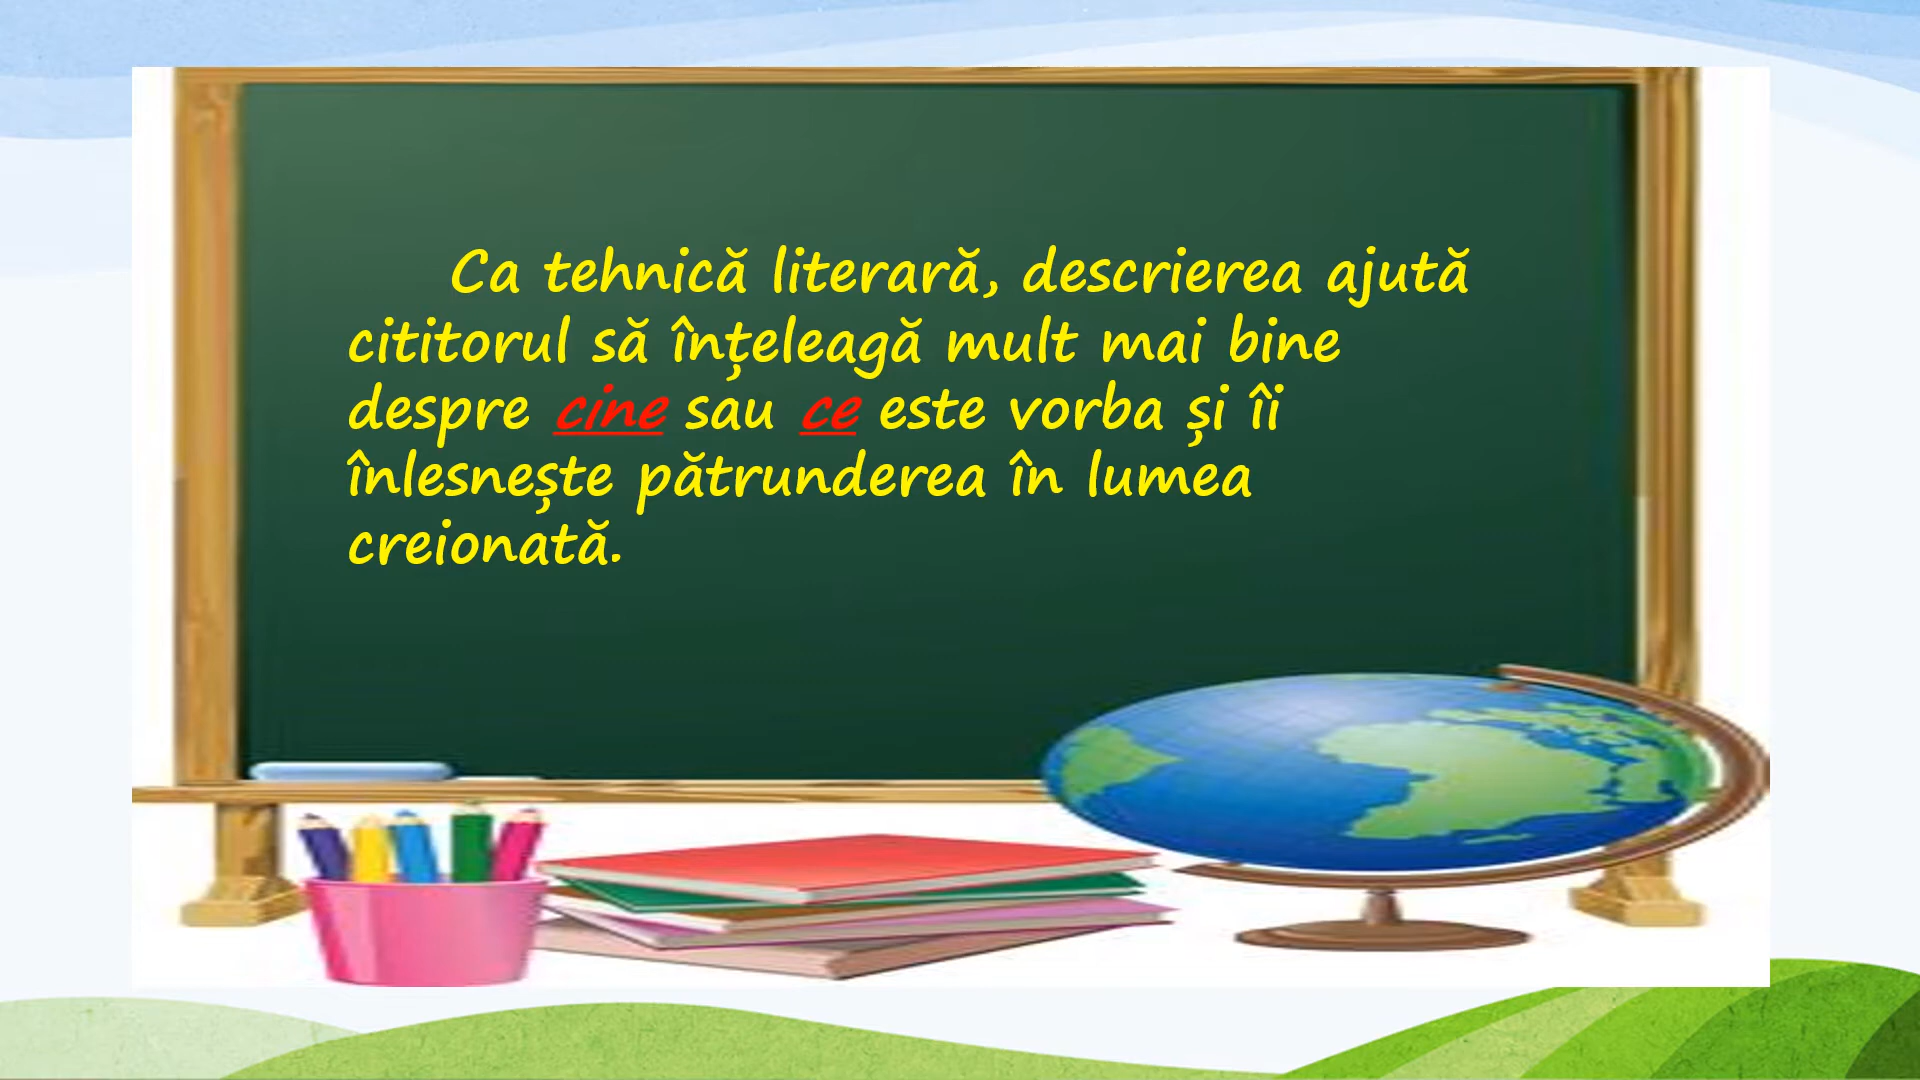 Ca tehnică literară, descrierea ajută
cititorul să înțeleagă mult mai bine
despre cine sau ce este vorba și îi
înlesnește pătrunderea în lumea
creionată.